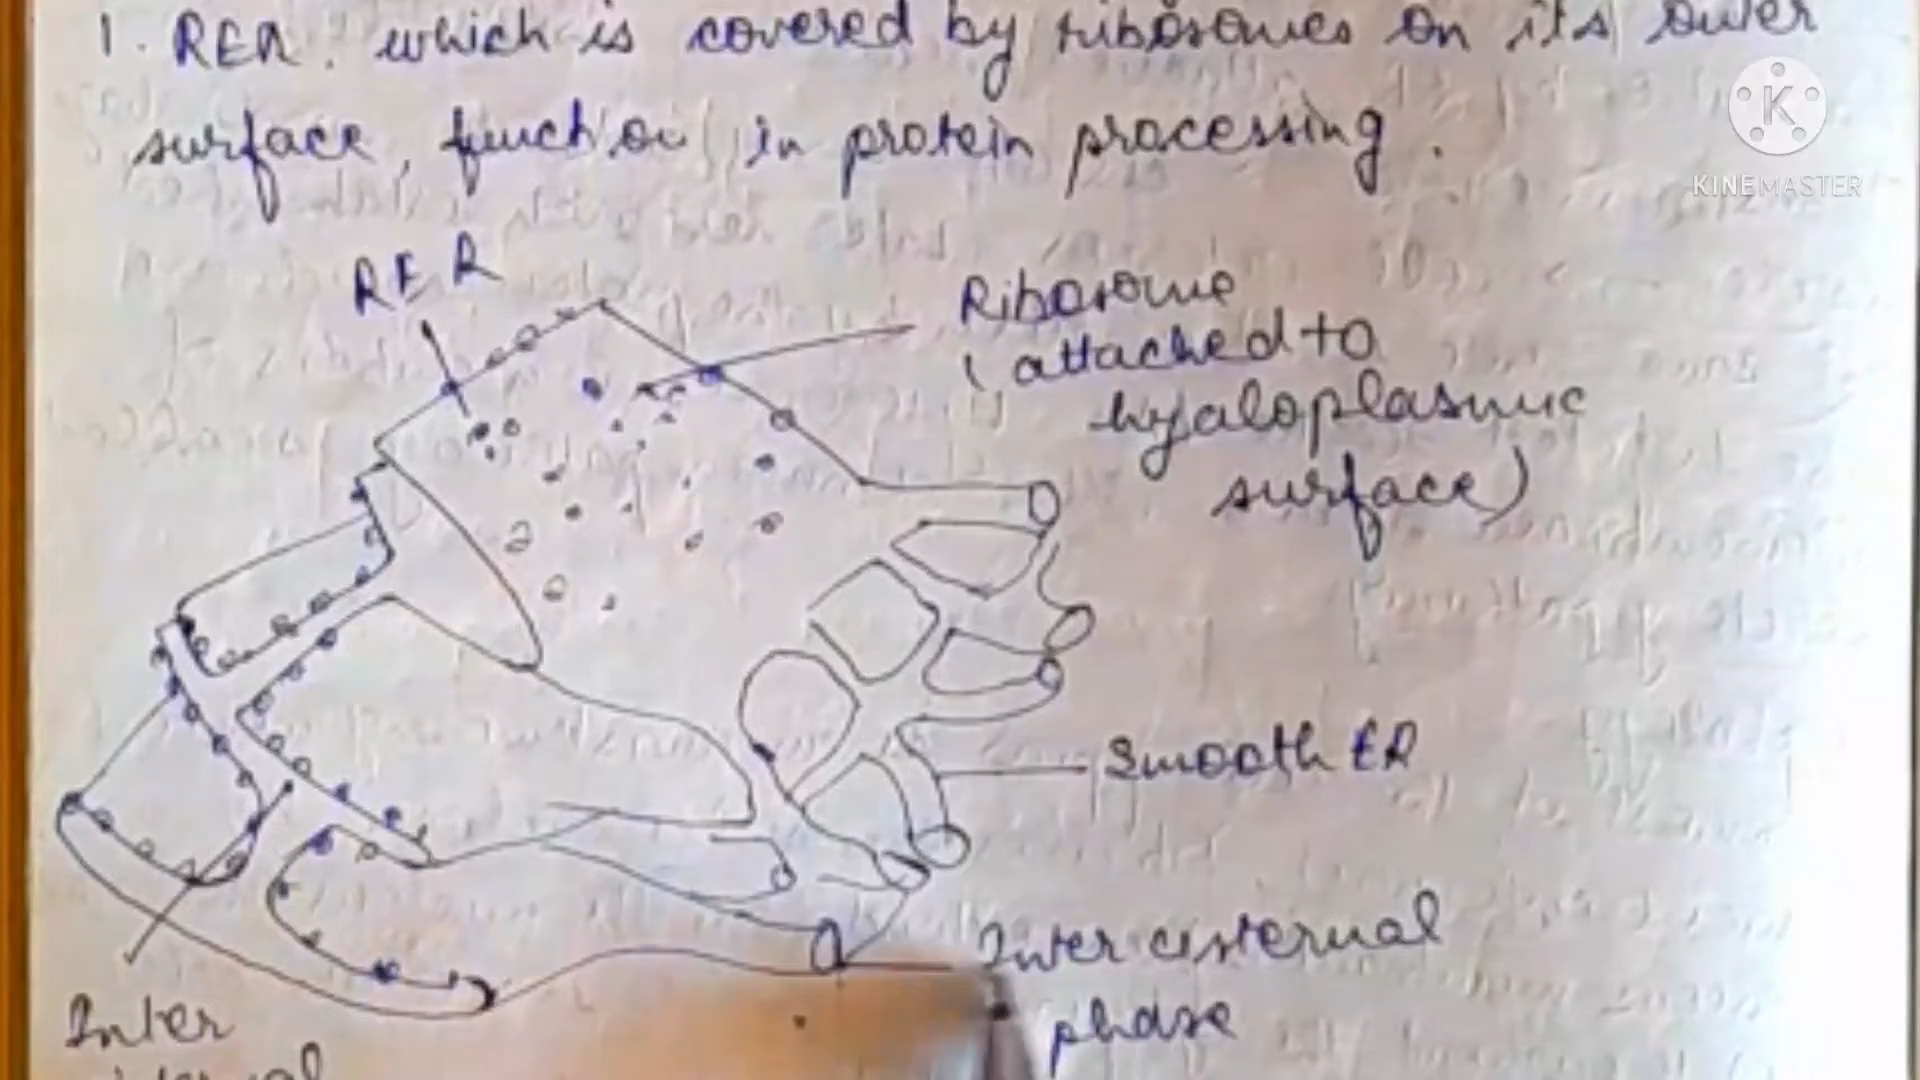 1. RER. which is covered by ribosomes on its outer
surface, function in protein processing.
KINEMASTER
RER
Ribosome
(attached to
hyaloplasmic
surface)
Smooth ER
Inter cisternal
phase
Inter